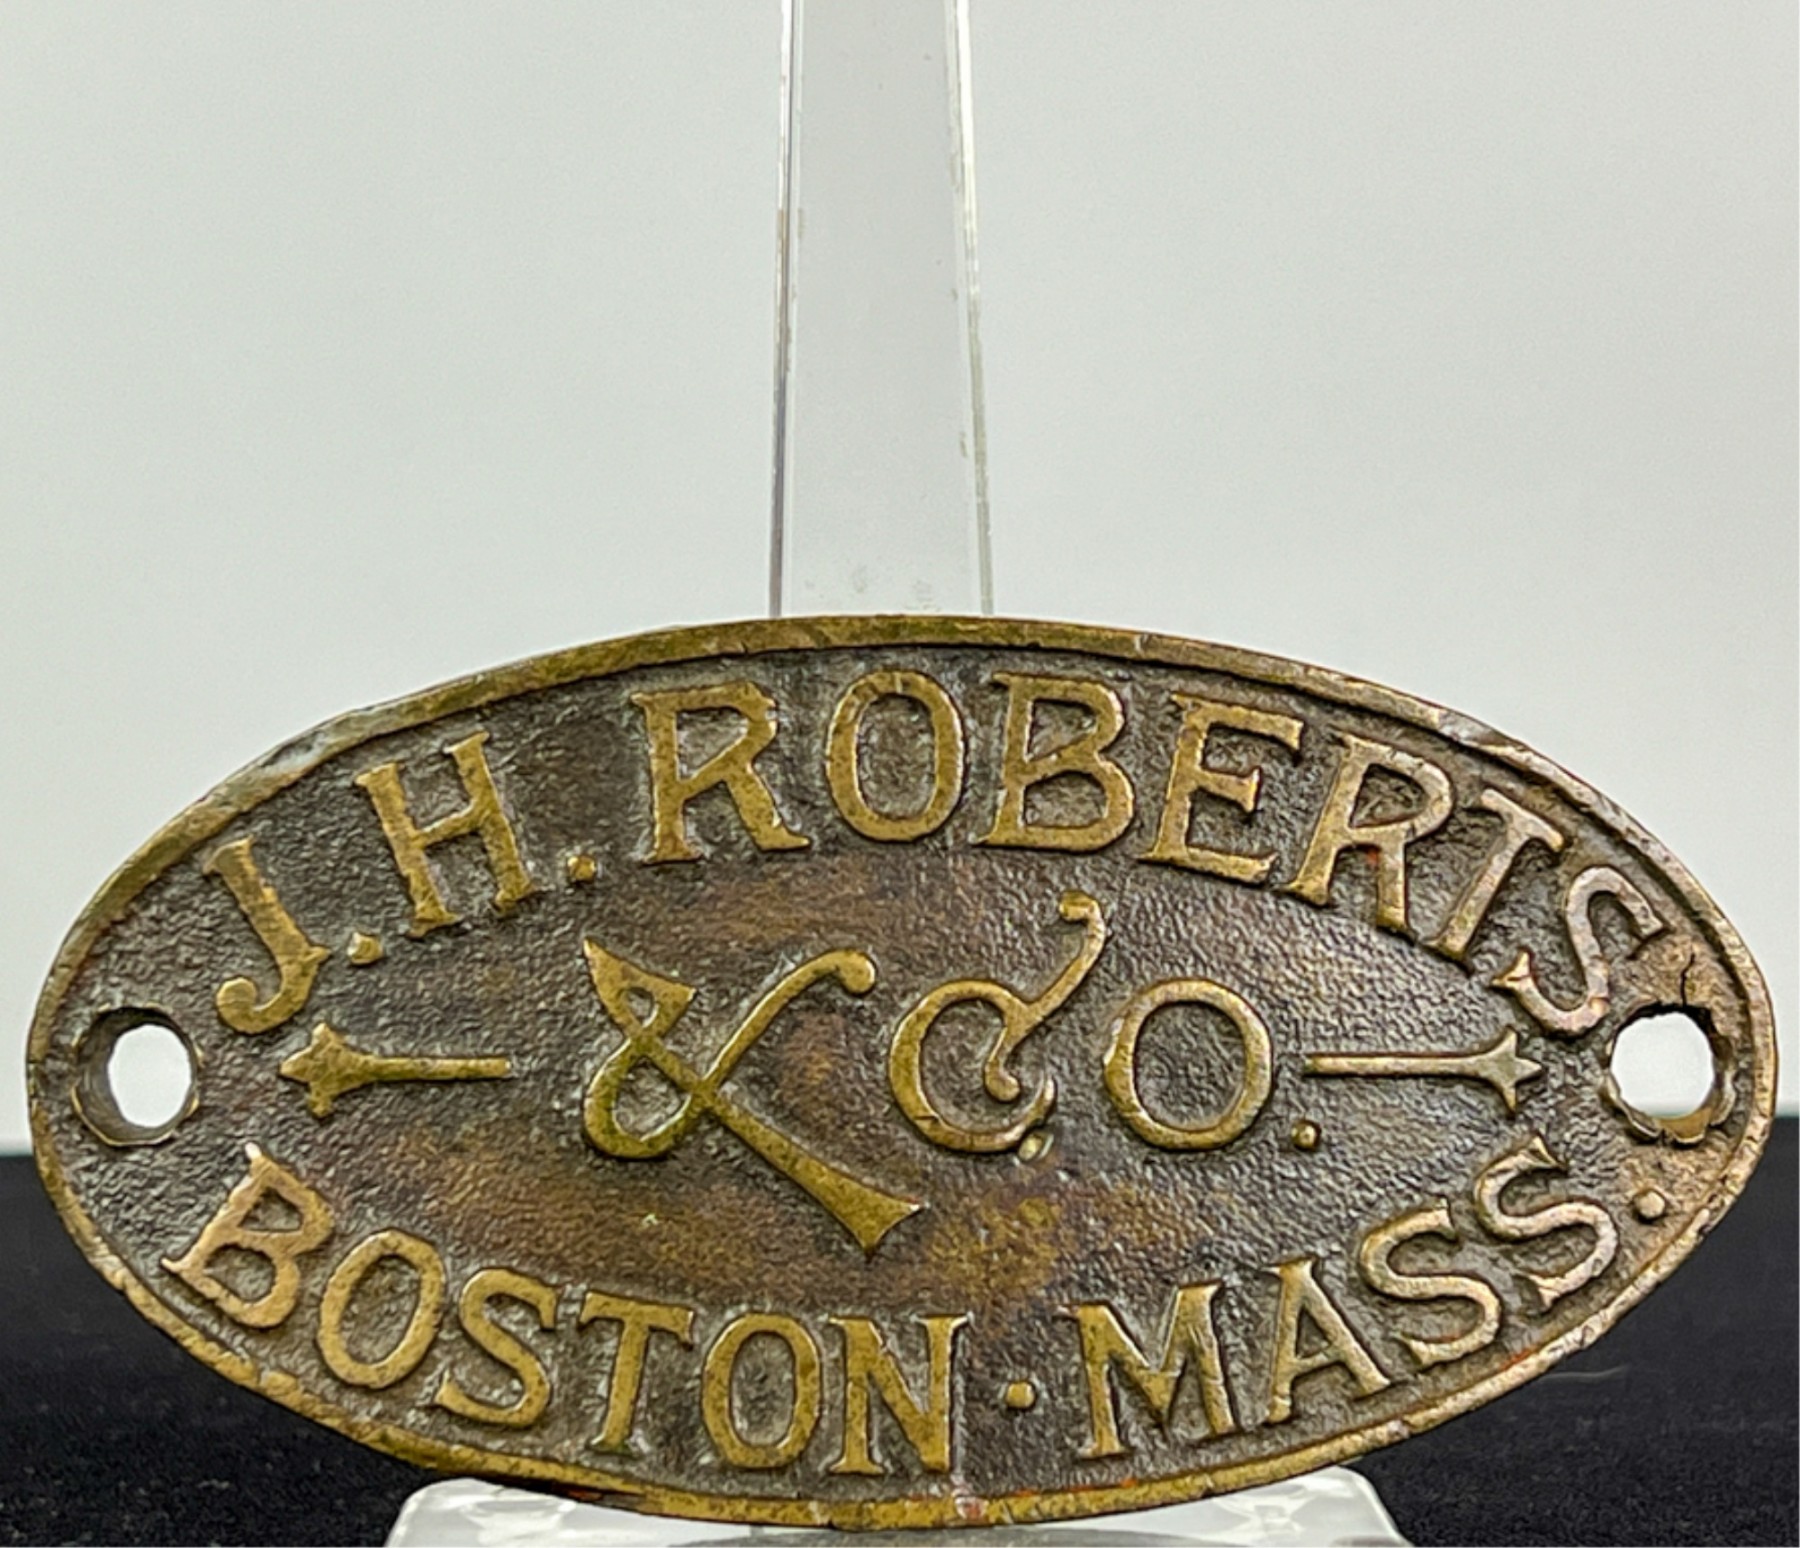 J.H. ROBERTS
& CO.
BOSTON · MASS.